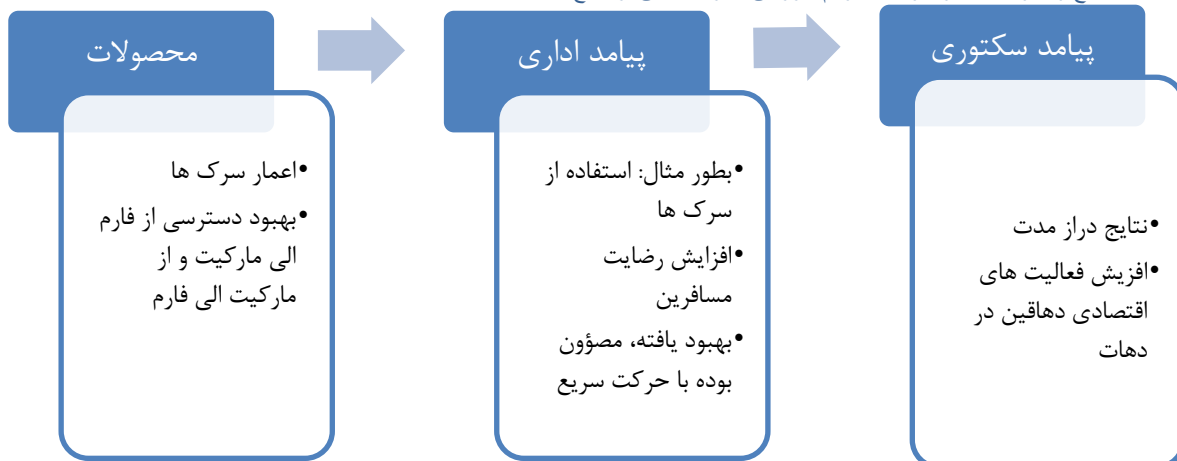 محصولات
•اعمار سرک ها
•بهبود دسترسی از فارم
الی مارکیت و از
مارکیت الی فارم
پیامد اداری
•بطور مثال: استفاده از
سرک ها
•افزایش رضایت
مسافرین
•بهبود یافته، مصؤون
بوده با حرکت سریع
پیامد سکتوری
•نتایج دراز مدت
•افزیش فعالیت های
اقتصادی دهاقین در
دهات